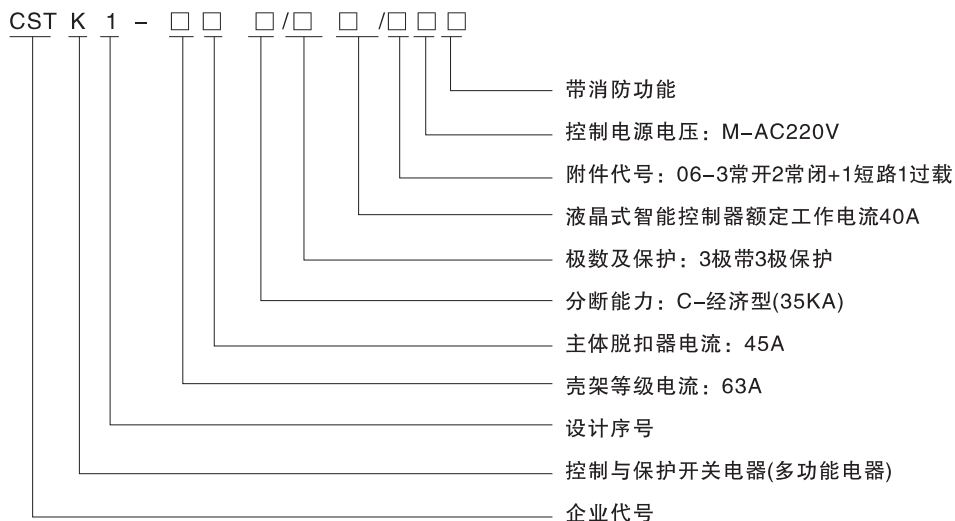 CST K 1 – □ □ □ / □ □ / □ □ □
带消防功能
控制电源电压：M–AC220V
附件代号：06–3常开2常闭+1短路1过载
液晶式智能控制器额定工作电流40A
极数及保护：3极带3极保护
分断能力：C–经济型(35KA)
主体脱扣器电流：45A
壳架等级电流：63A
设计序号
控制与保护开关电器(多功能电器)
企业代号